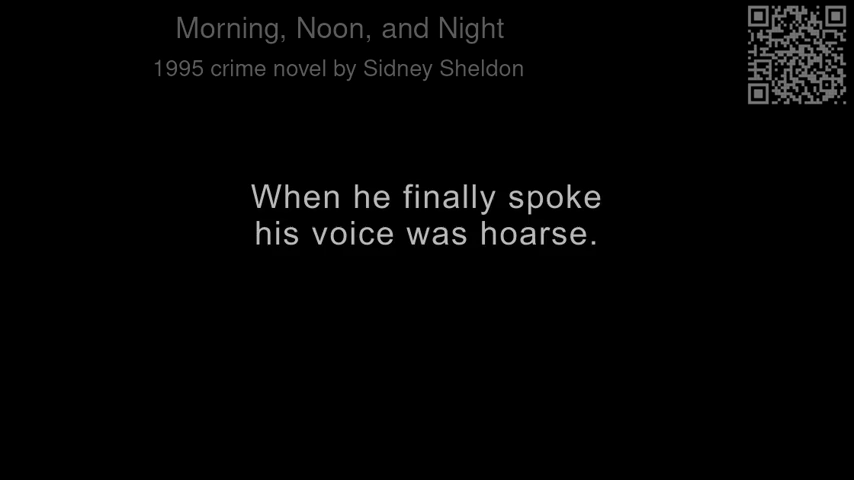 Morning, Noon, and Night
1995 crime novel by Sidney Sheldon
When he finally spoke
his voice was hoarse.